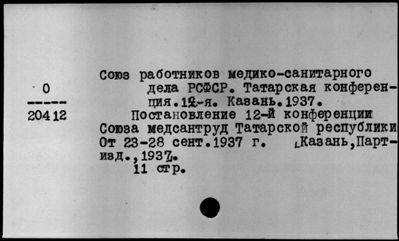 Союз работников медико-санитарного
О дела РСФСР. Татарская конферен-
----- ция.12-я. Казань.1937.
20412 Постановление 12-й конференции
Союза медсантруд Татарской республики
От 23-28 сент.1937 г. Казань,Парт-
изд.,1937.
11 стр.